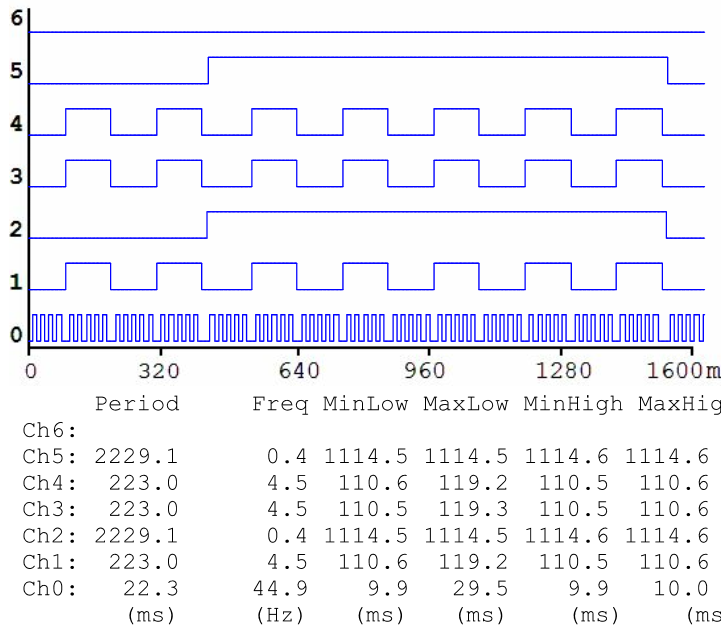 6
5
4
3
2
1
0
0 320 640 960 1280 1600m
Period Freq MinLow MaxLow MinHigh MaxHig
Ch6:
Ch5: 2229.1 0.4 1114.5 1114.5 1114.6 1114.6
Ch4: 223.0 4.5 110.6 119.2 110.5 110.6
Ch3: 223.0 4.5 110.5 119.3 110.5 110.6
Ch2: 2229.1 0.4 1114.5 1114.5 1114.6 1114.6
Ch1: 223.0 4.5 110.6 119.2 110.5 110.6
Ch0: 22.3 44.9 9.9 29.5 9.9 10.0
(ms) (Hz) (ms) (ms) (ms) (ms